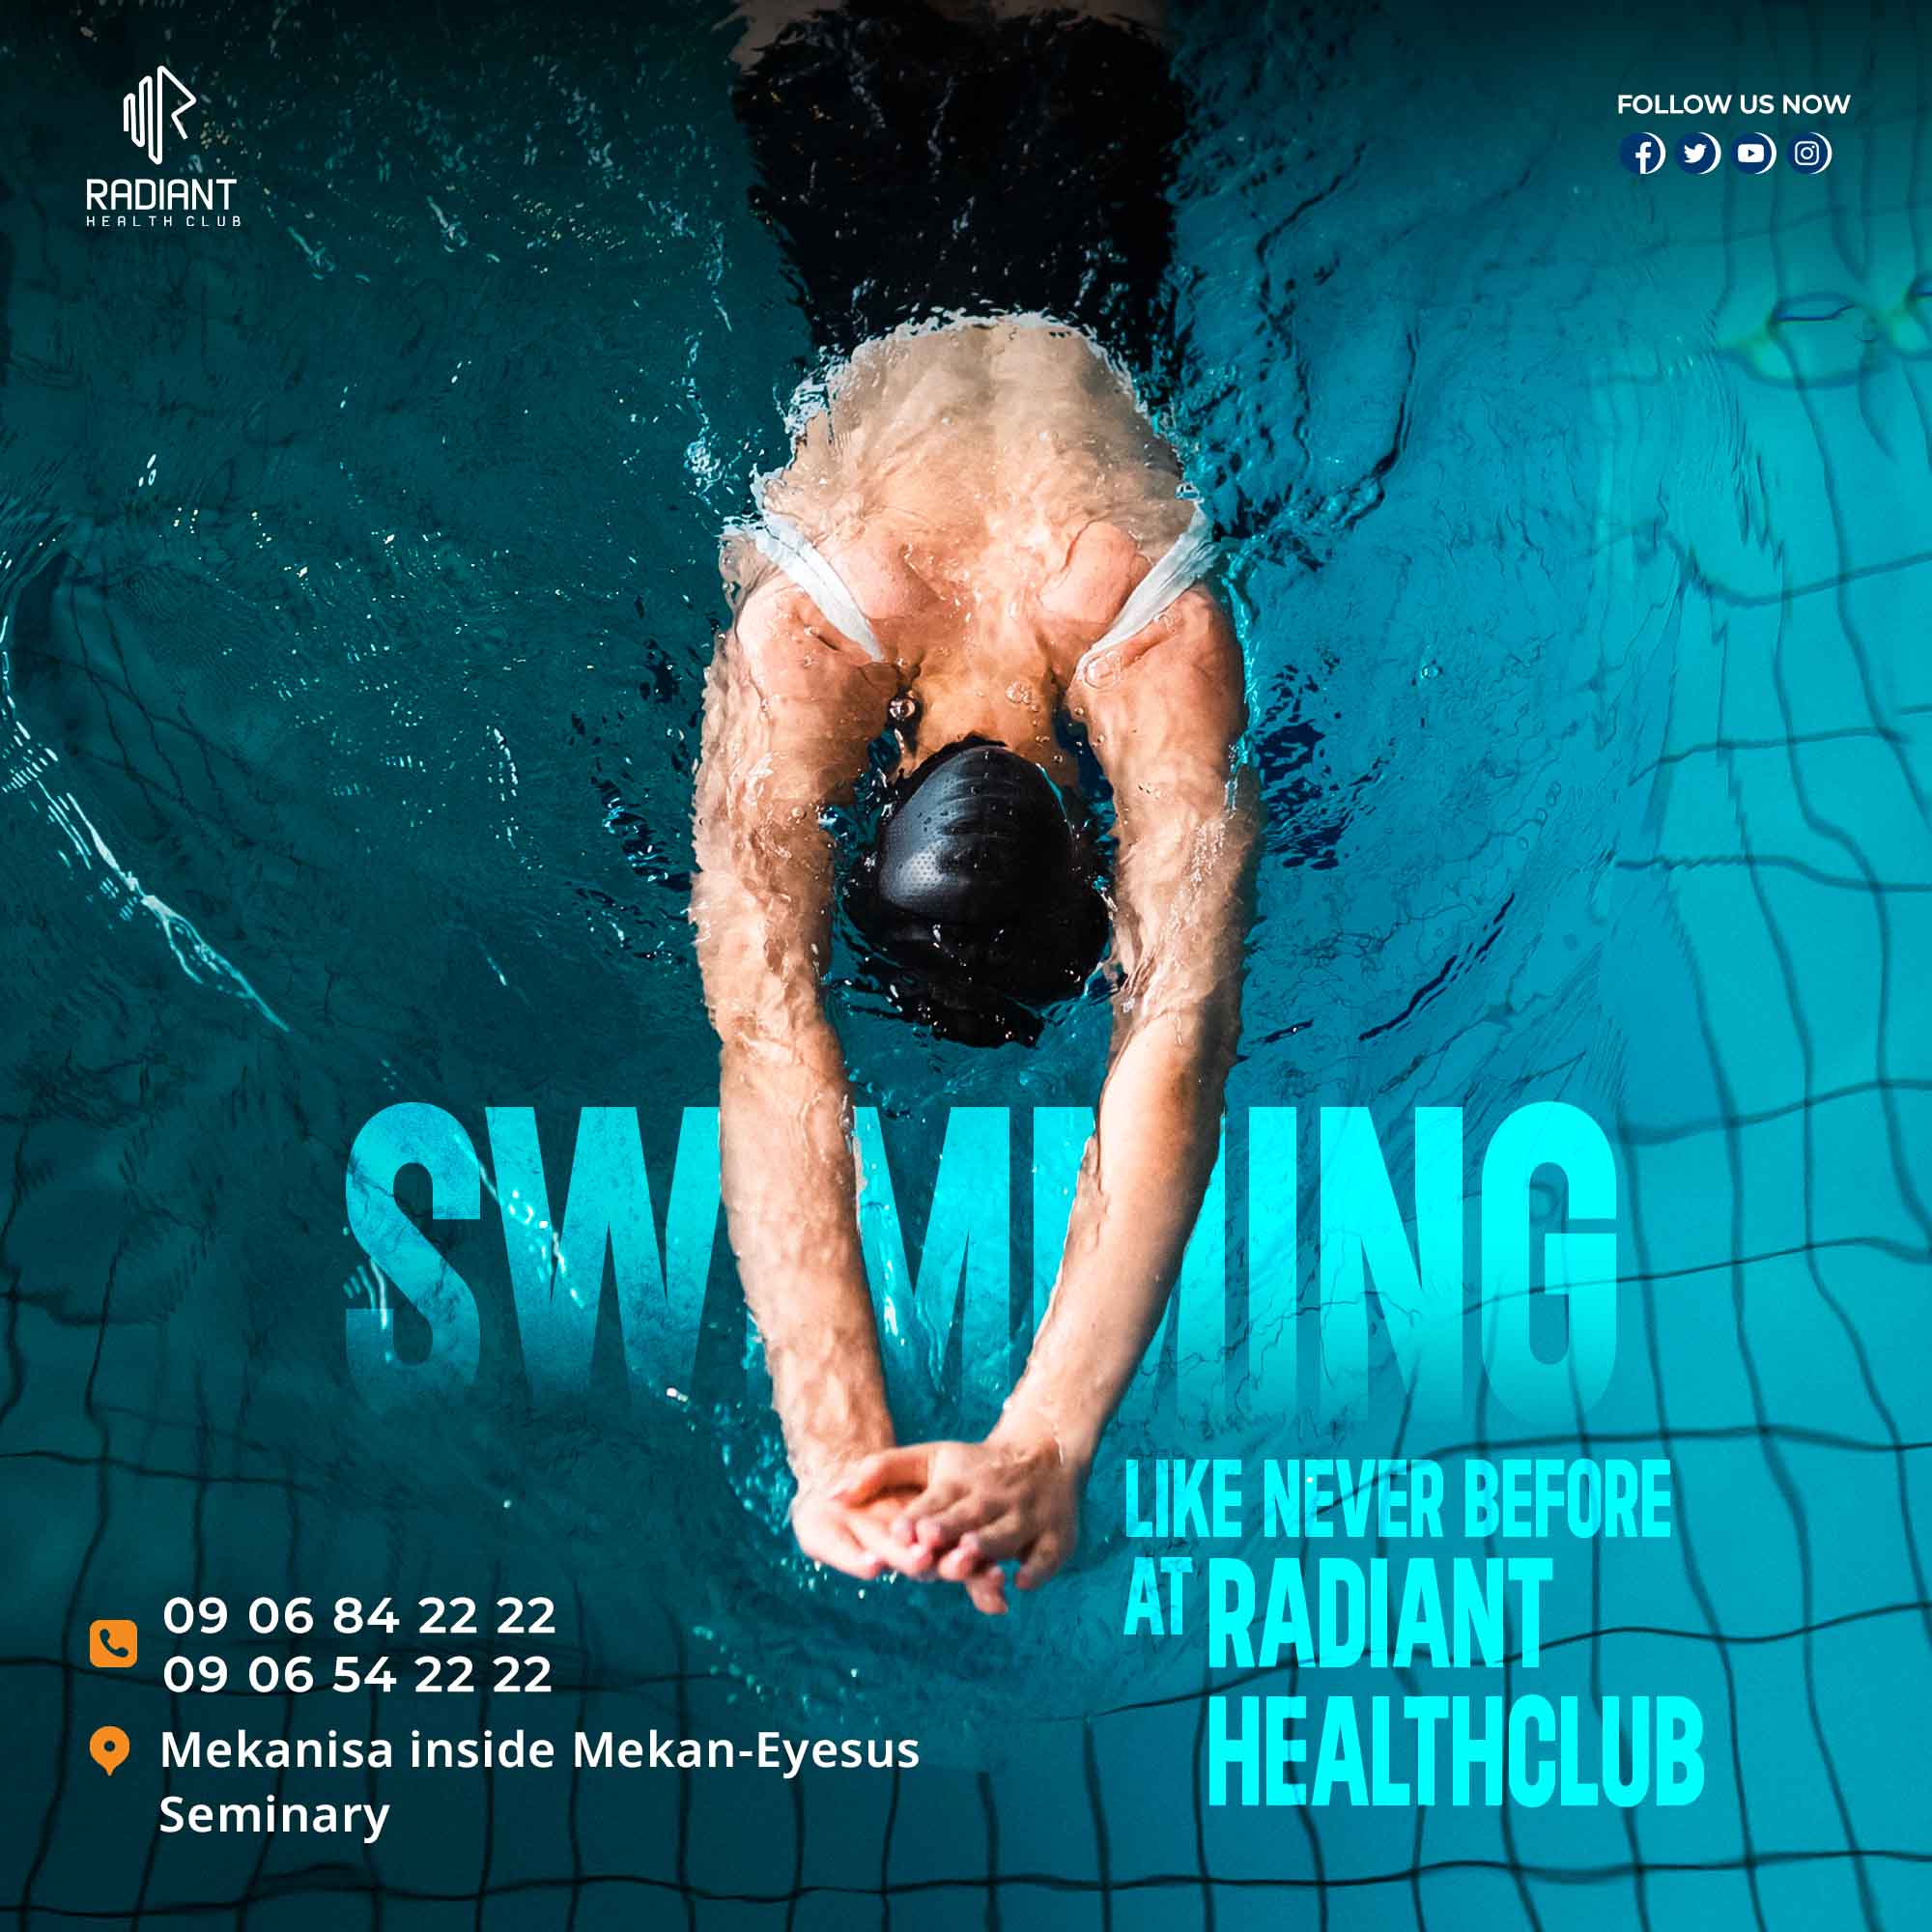 RADIANT
HEALTH CLUB
FOLLOW US NOW
SWIMMING
LIKE NEVER BEFORE
AT RADIANT
HEALTHCLUB
09 06 84 22 22
09 06 54 22 22
Mekanisa inside Mekan-Eyesus
Seminary